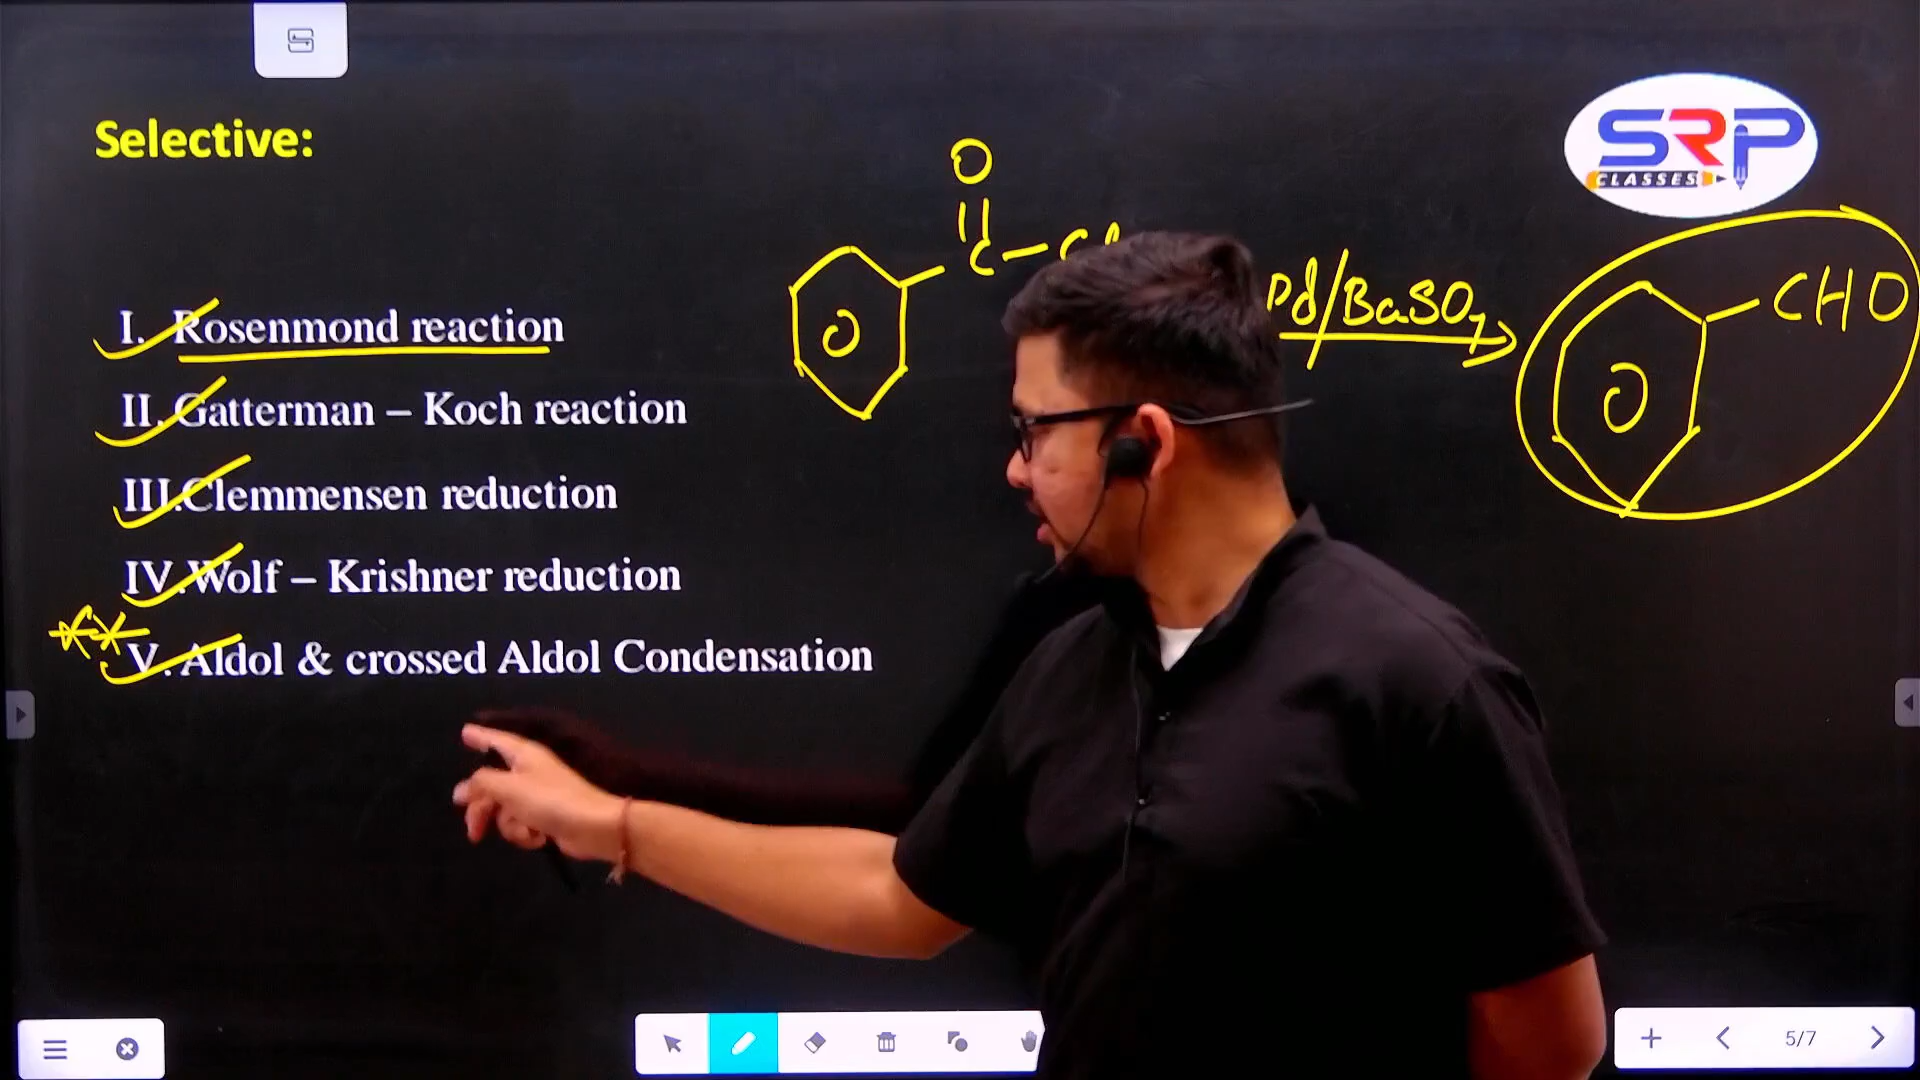 Selective:
SRP
CLASSES
O
C – Cl
O
Pd/BaSO4
CHO
O
I. Rosenmond reaction
II. Gatterman – Koch reaction
III.Clemmensen reduction
IV.Wolf – Krishner reduction
V. Aldol & crossed Aldol Condensation
5/7